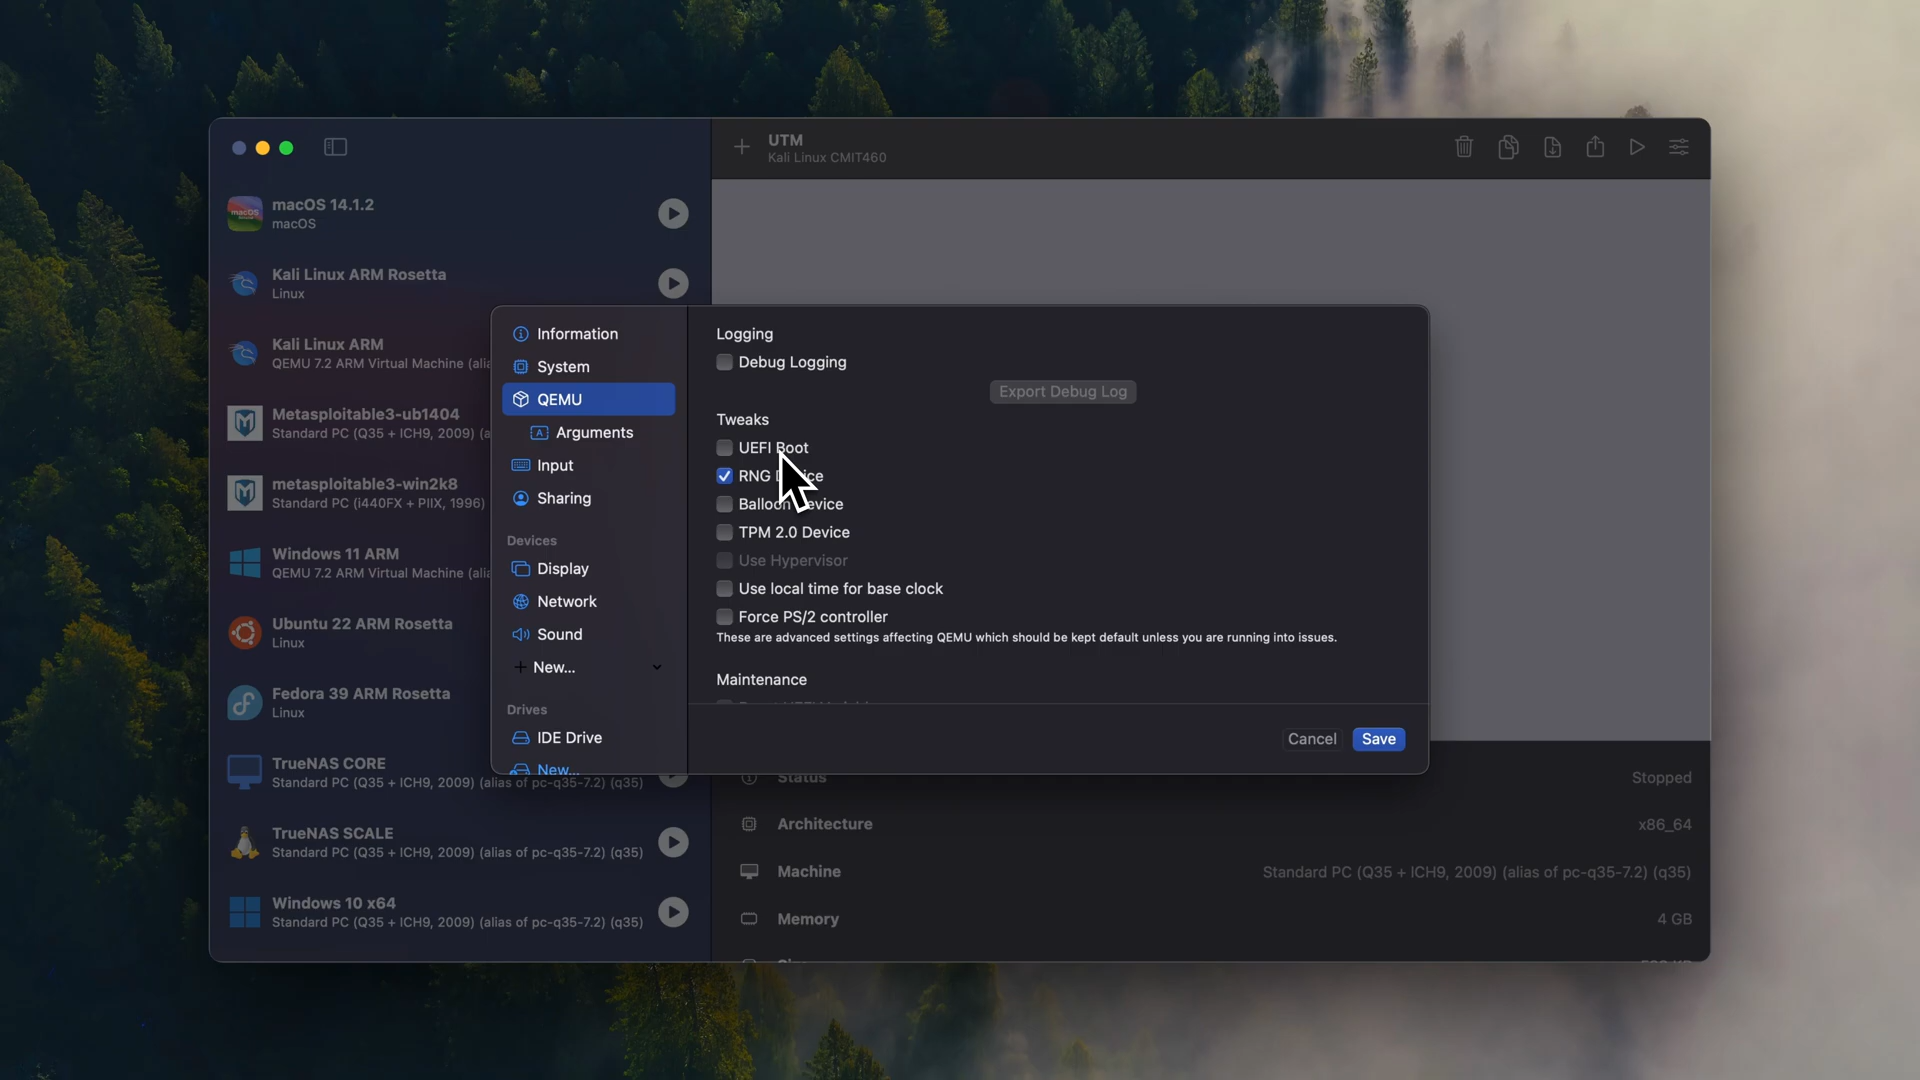 UTM
Kali Linux CMIT460
macOS 14.1.2
macOS
Kali Linux ARM Rosetta
Linux
Kali Linux ARM
QEMU 7.2 ARM Virtual Machine (alia
Metasploitable3-ub1404
Standard PC (Q35 + ICH9, 2009) (a
metasploitable3-win2k8
Standard PC (i440FX + PIIX, 1996)
Windows 11 ARM
QEMU 7.2 ARM Virtual Machine (alia
Ubuntu 22 ARM Rosetta
Linux
Fedora 39 ARM Rosetta
Linux
TrueNAS CORE
Standard PC (Q35 + ICH9, 2009) (alias of pc-q35-7.2) (q35)
TrueNAS SCALE
Standard PC (Q35 + ICH9, 2009) (alias of pc-q35-7.2) (q35)
Windows 10 x64
Standard PC (Q35 + ICH9, 2009) (alias of pc-q35-7.2) (q35)
Information
System
QEMU
Arguments
Input
Sharing
Devices
Display
Network
Sound
New...
Drives
IDE Drive
New...
Logging
Debug Logging
Export Debug Log
Tweaks
UEFI Boot
RNG Device
Balloon Device
TPM 2.0 Device
Use Hypervisor
Use local time for base clock
Force PS/2 controller
These are advanced settings affecting QEMU which should be kept default unless you are running into issues.
Maintenance
Cancel
Save
Status Stopped
Architecture x86_64
Machine Standard PC (Q35 + ICH9, 2009) (alias of pc-q35-7.2) (q35)
Memory 4 GB